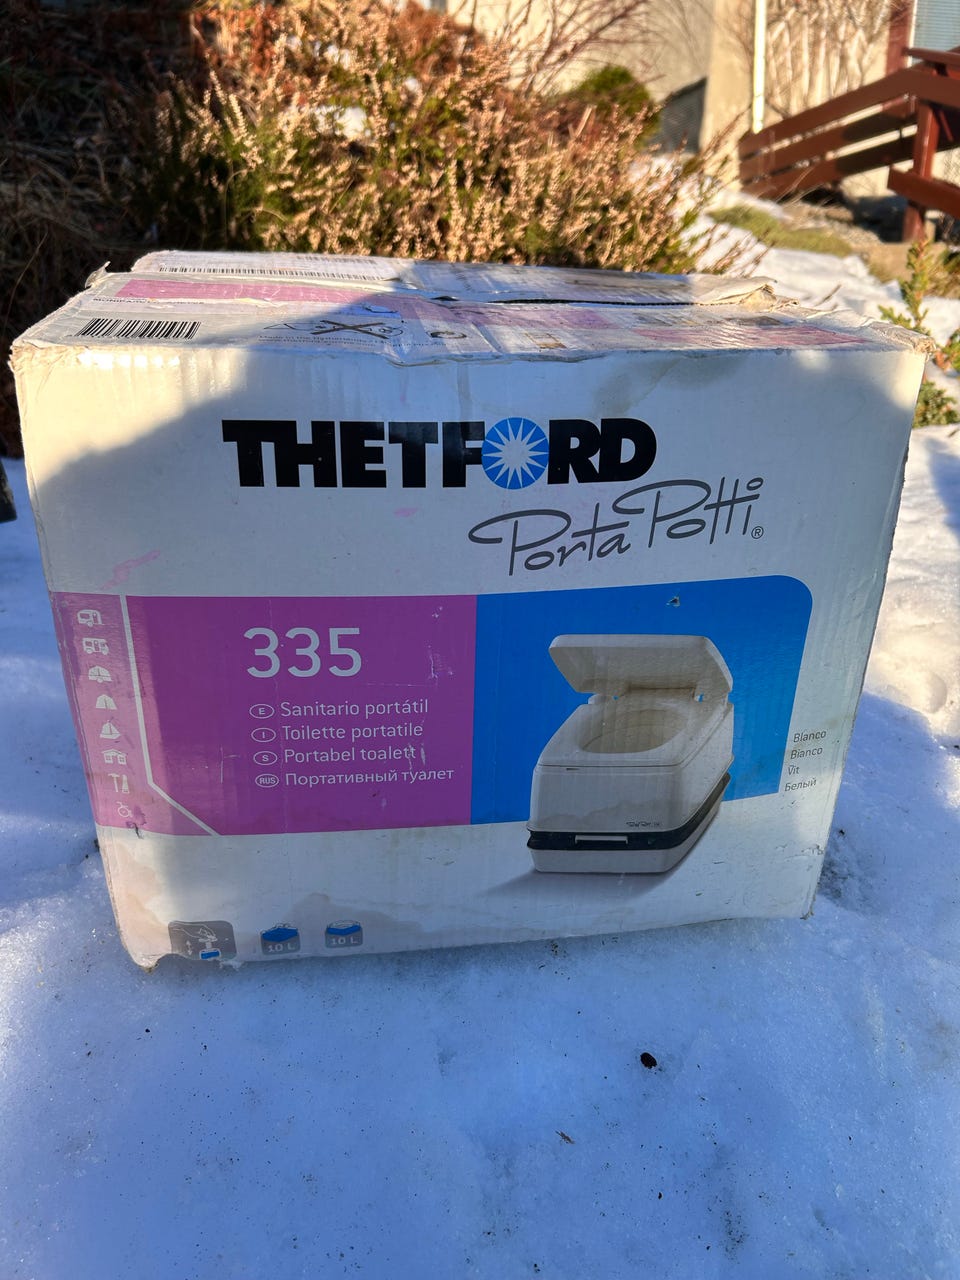 THETFORD
Porta Potti®
335
E Sanitario portátil
I Toilette portatile
S Portabel toalett
RUS Портативный туалет
Blanco
Bianco
Vit
Белый
10 L
10 L